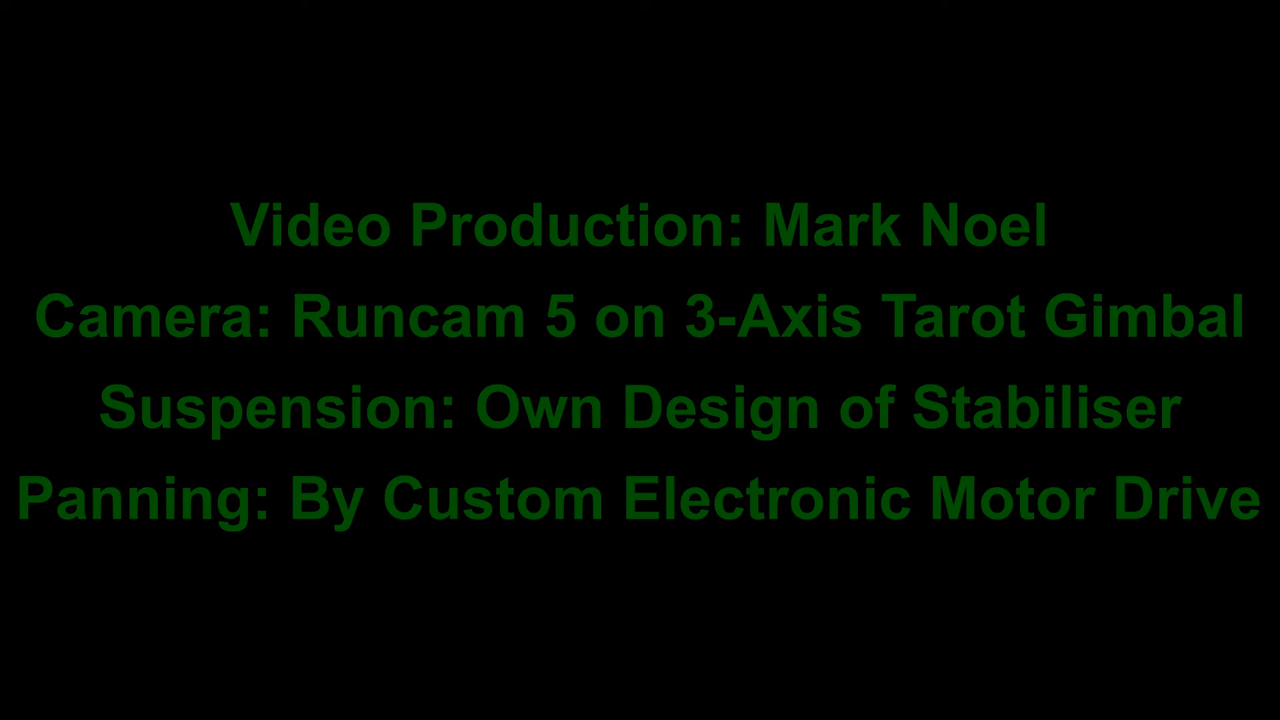 Video Production: Mark Noel
Camera: Runcam 5 on 3-Axis Tarot Gimbal
Suspension: Own Design of Stabiliser
Panning: By Custom Electronic Motor Drive